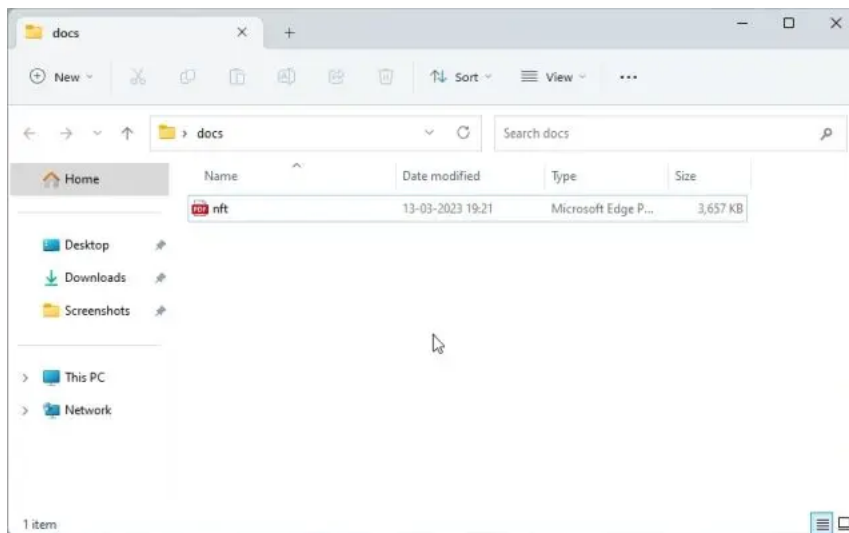 docs
New
Sort
View
docs
Search docs
Home
Name
Date modified
Type
Size
PDF
nft
13-03-2023 19:21
Microsoft Edge P...
3,657 KB
Desktop
Downloads
Screenshots
This PC
Network
1 item